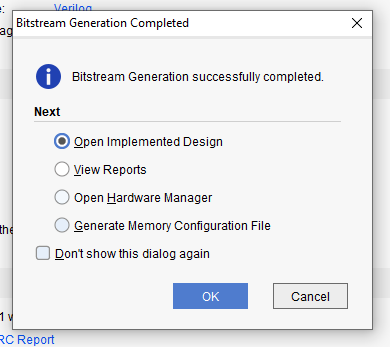 e:
Verilog
Bitstream Generation Completed
ag
Bitstream Generation successfully completed.
Next
Open Implemented Design
View Reports
Open Hardware Manager
Generate Memory Configuration File
the
Don't show this dialog again
OK
Cancel
1 w
RC Report